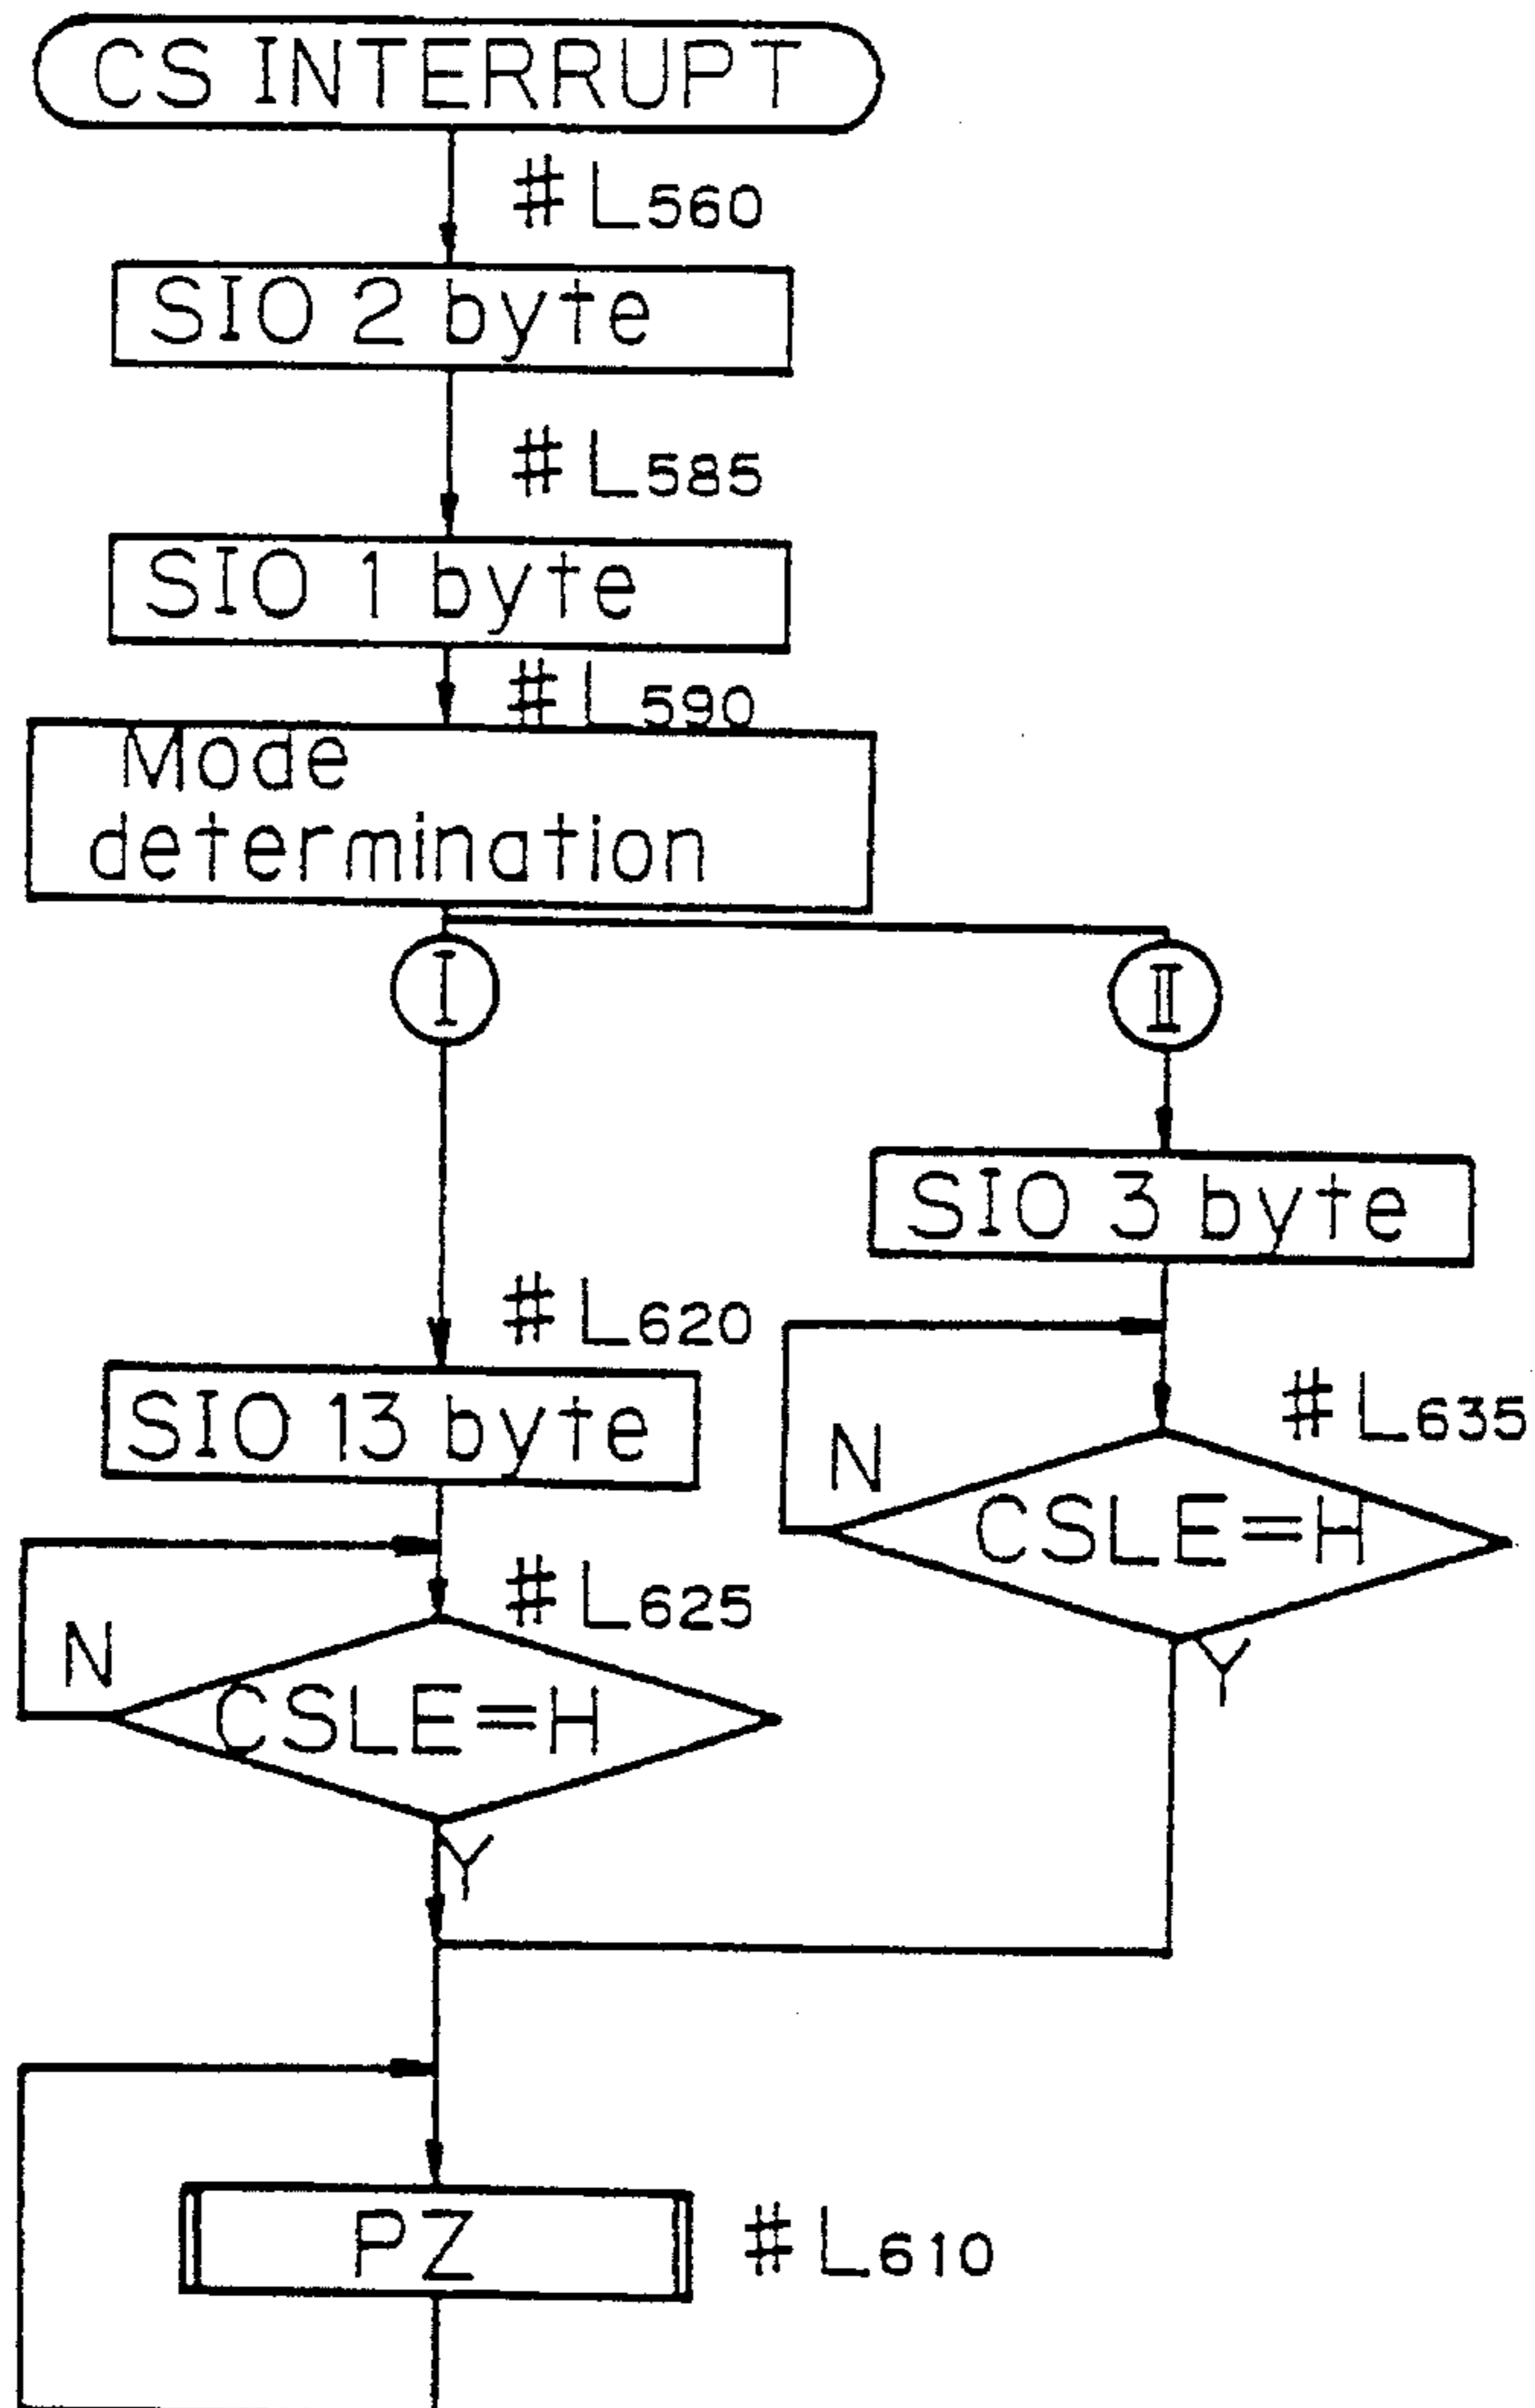 CS INTERRUPT
#L560
SIO 2 byte
#L585
SIO 1 byte
#L590
Mode
determination
I
II
SIO 3 byte
#L620
SIO 13 byte
#L635
N
CSLE=H
Y
#L625
N
CSLE=H
Y
PZ
#L610